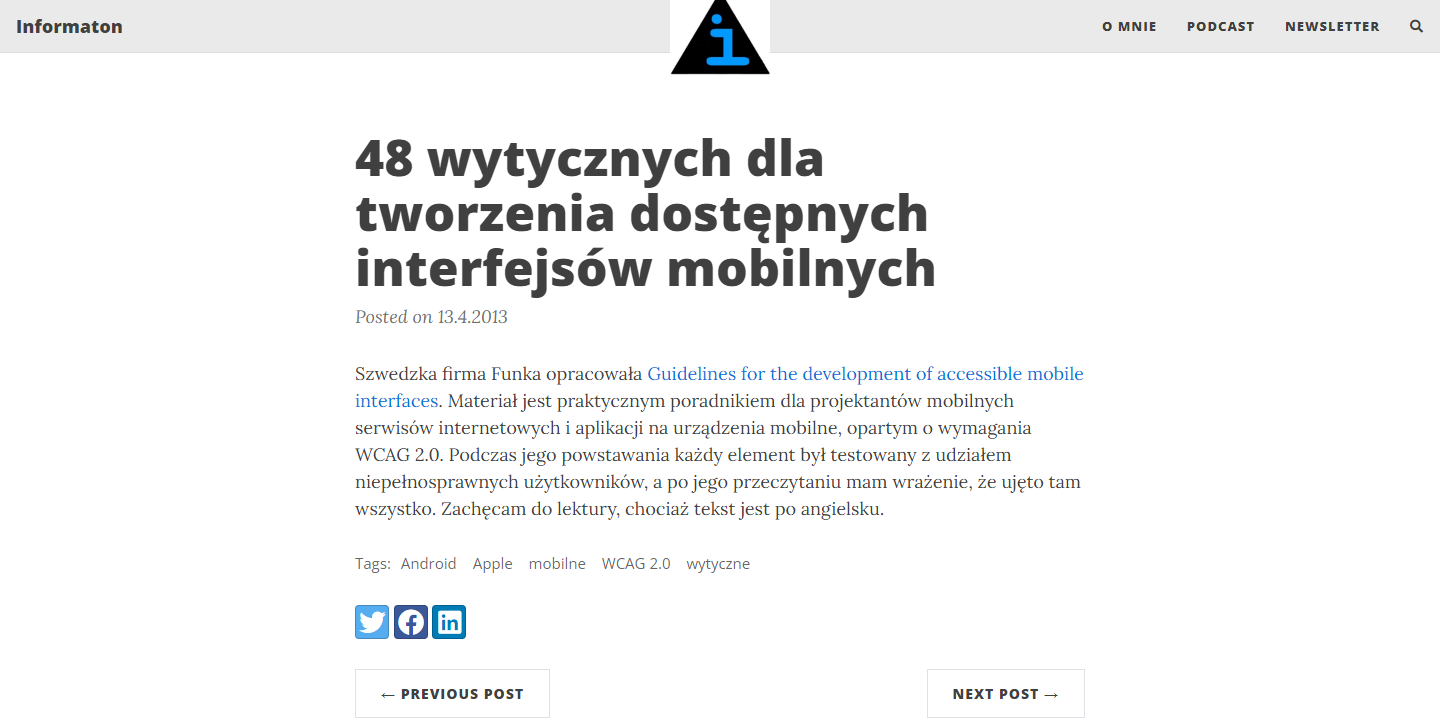 Informaton
i
O MNIE
PODCAST
NEWSLETTER
48 wytycznych dla
tworzenia dostępnych
interfejsów mobilnych
Posted on 13.4.2013
Szwedzka firma Funka opracowała Guidelines for the development of accessible mobile
interfaces. Materiał jest praktycznym poradnikiem dla projektantów mobilnych
serwisów internetowych i aplikacji na urządzenia mobilne, opartym o wymagania
WCAG 2.0. Podczas jego powstawania każdy element był testowany z udziałem
niepełnosprawnych użytkowników, a po jego przeczytaniu mam wrażenie, że ujęto tam
wszystko. Zachęcam do lektury, chociaż tekst jest po angielsku.
Tags: Android Apple mobilne WCAG 2.0 wytyczne
in
← PREVIOUS POST
NEXT POST →